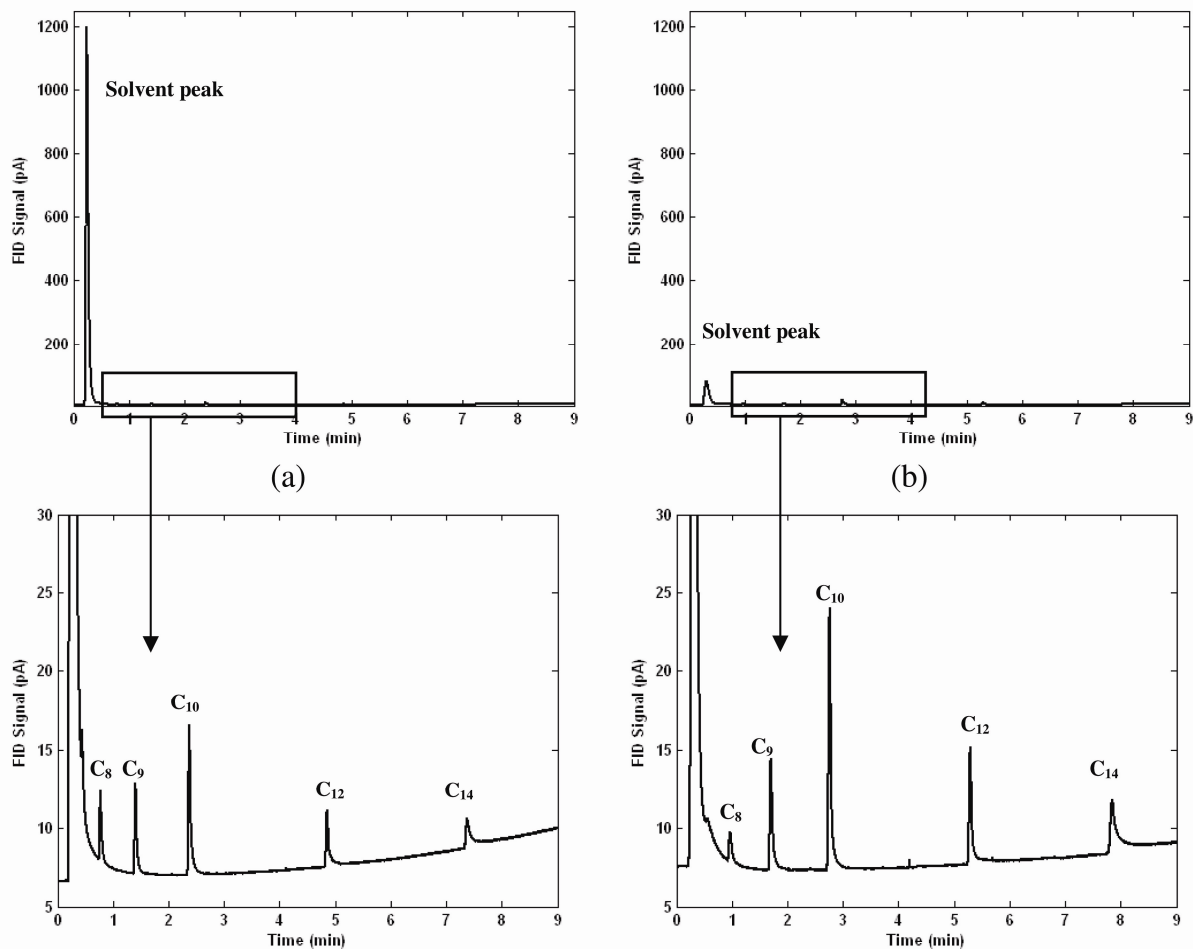 1200
1000
800
600
400
200
FID Signal (pA)
Solvent peak
0 1 2 3 4 5 6 7 8 9
Time (min)
(a)
1200
1000
800
600
400
200
FID Signal (pA)
Solvent peak
0 1 2 3 4 5 6 7 8 9
Time (min)
(b)
30
25
20
15
10
5
FID Signal (pA)
C8 C9 C10 C12 C14
0 1 2 3 4 5 6 7 8 9
Time (min)
30
25
20
15
10
5
FID Signal (pA)
C8 C9 C10 C12 C14
0 1 2 3 4 5 6 7 8 9
Time (min)